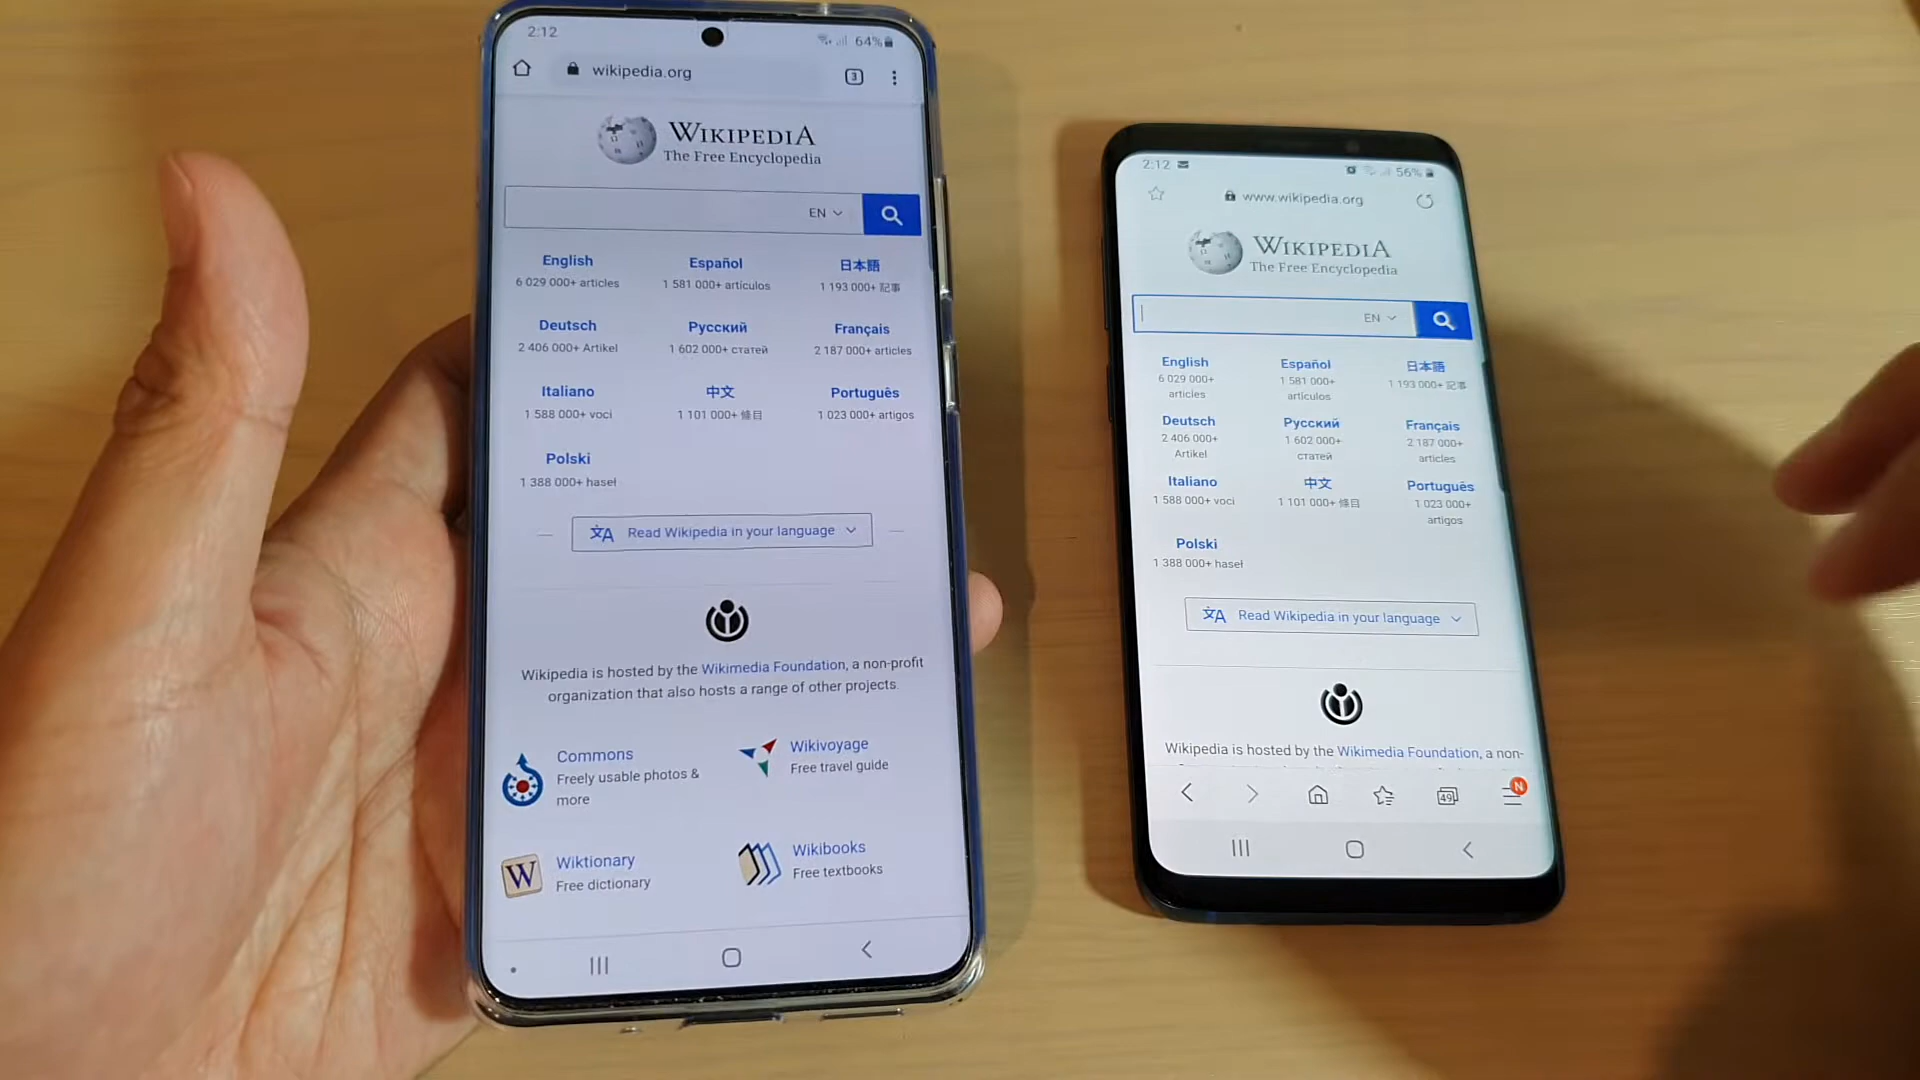 2:12
64%
wikipedia.org
3
WIKIPEDIA
The Free Encyclopedia
EN
English
6 029 000+ articles
Español
1 581 000+ artículos
日本語
1 193 000+ 記事
Deutsch
2 406 000+ Artikel
Русский
1 602 000+ статей
Français
2 187 000+ articles
Italiano
1 588 000+ voci
中文
1 101 000+ 條目
Português
1 023 000+ artigos
Polski
1 388 000+ haseł
Read Wikipedia in your language
Wikipedia is hosted by the Wikimedia Foundation, a non-profit
organization that also hosts a range of other projects.
Commons
Freely usable photos &
more
Wikivoyage
Free travel guide
W
Wiktionary
Free dictionary
Wikibooks
Free textbooks
2:12
56%
www.wikipedia.org
WIKIPEDIA
The Free Encyclopedia
EN
English
6 029 000+
articles
Español
1 581 000+
artículos
日本語
1 193 000+ 記事
Deutsch
2 406 000+
Artikel
Русский
1 602 000+
статей
Français
2 187 000+
articles
Italiano
1 588 000+ voci
中文
1 101 000+ 條目
Português
1 023 000+
artigos
Polski
1 388 000+ haseł
Read Wikipedia in your language
Wikipedia is hosted by the Wikimedia Foundation, a non-
49
N